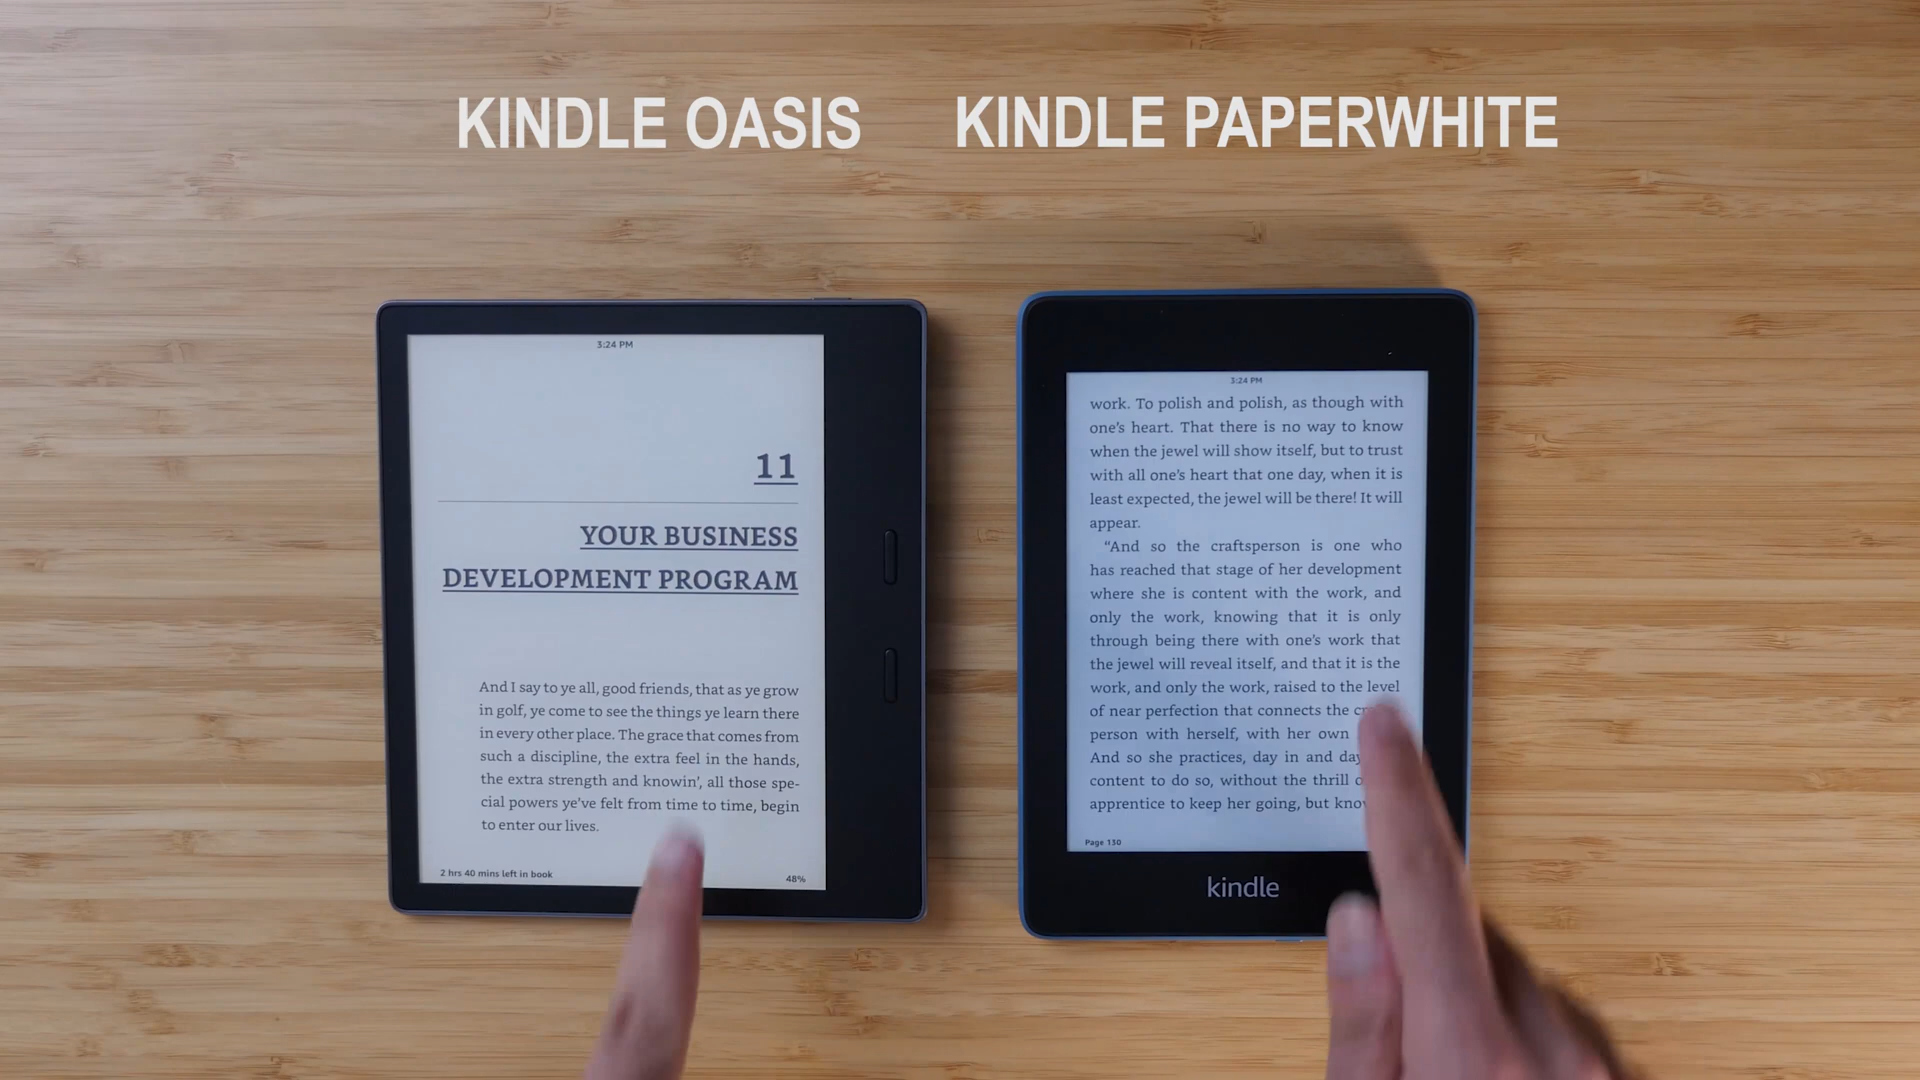 KINDLE OASIS
KINDLE PAPERWHITE
3:24 PM
11
YOUR BUSINESS
DEVELOPMENT PROGRAM
And I say to ye all, good friends, that as ye grow
in golf, ye come to see the things ye learn there
in every other place. The grace that comes from
such a discipline, the extra feel in the hands,
the extra strength and knowin’, all those spe-
cial powers ye’ve felt from time to time, begin
to enter our lives.
2 hrs 40 mins left in book
48%
3:24 PM
work. To polish and polish, as though with
one’s heart. That there is no way to know
when the jewel will show itself, but to trust
with all one’s heart that one day, when it is
least expected, the jewel will be there! It will
appear.
“And so the craftsperson is one who
has reached that stage of her development
where she is content with the work, and
only the work, knowing that it is only
through being there with one’s work that
the jewel will reveal itself, and that it is the
work, and only the work, raised to the level
of near perfection that connects the
person with herself, with her own
And so she practices, day in and day
content to do so, without the thrill
apprentice to keep her going, but
Page 130
kindle